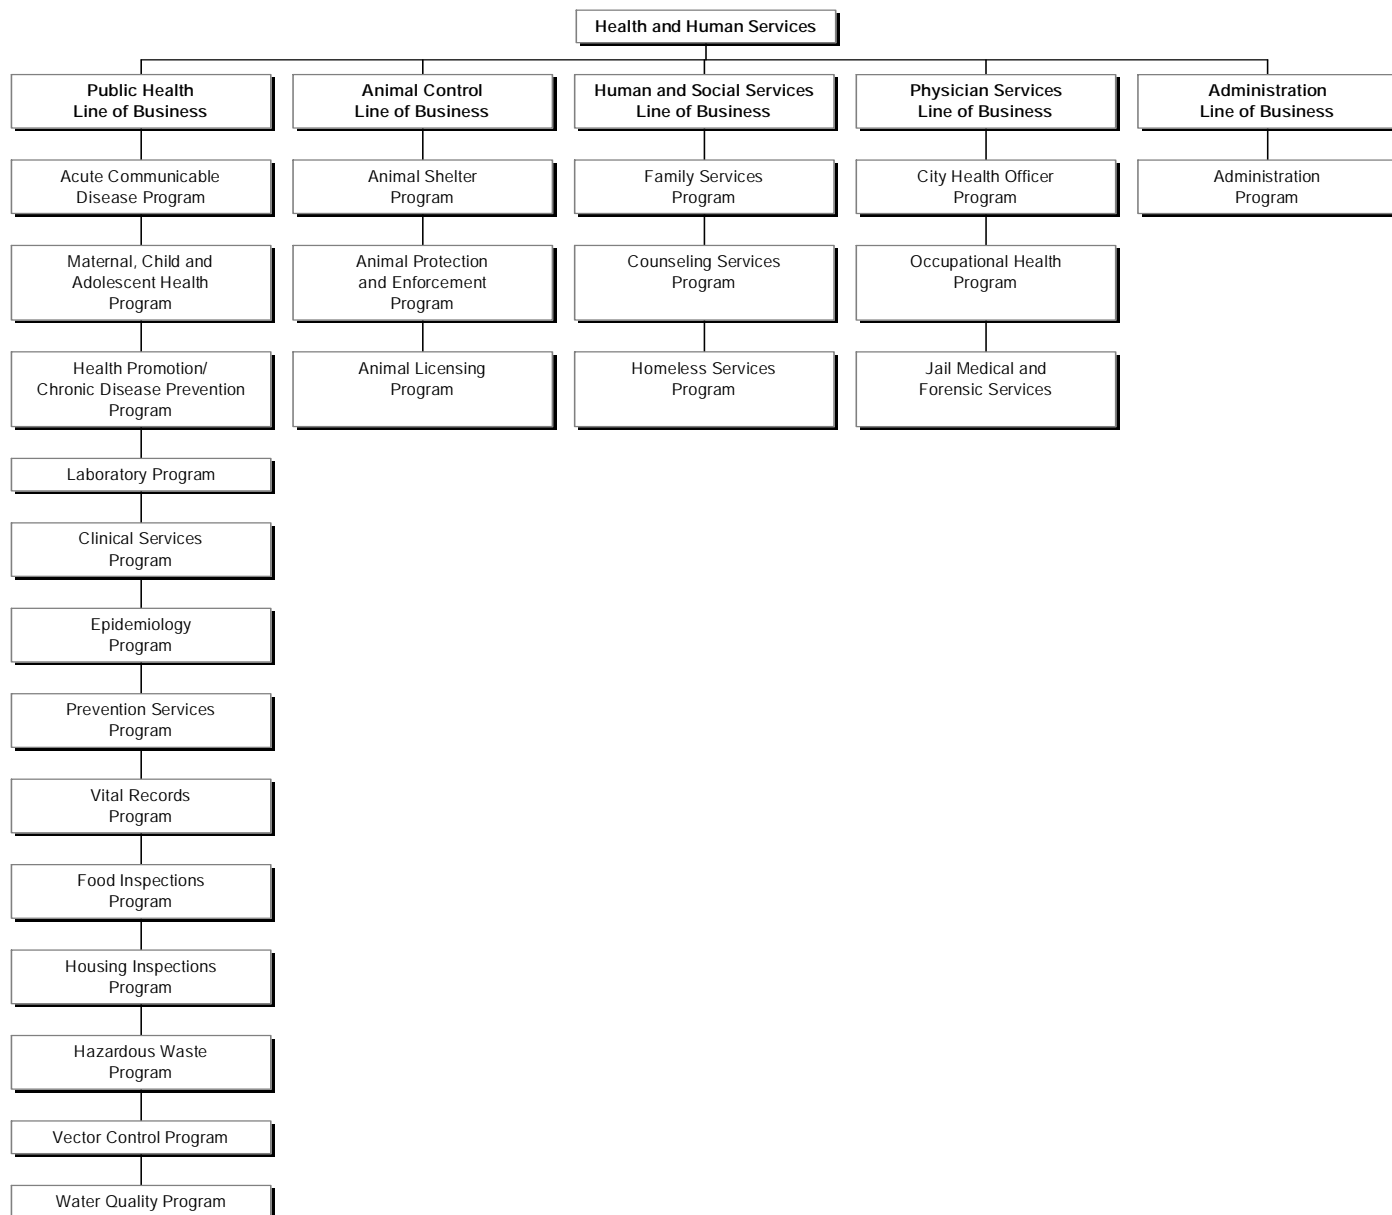 Health and Human Services
Public Health
Line of Business
Animal Control
Line of Business
Human and Social Services
Line of Business
Physician Services
Line of Business
Administration
Line of Business
Acute Communicable
Disease Program
Animal Shelter
Program
Family Services
Program
City Health Officer
Program
Administration
Program
Maternal, Child and
Adolescent Health
Program
Animal Protection
and Enforcement
Program
Counseling Services
Program
Occupational Health
Program
Health Promotion/
Chronic Disease Prevention
Program
Animal Licensing
Program
Homeless Services
Program
Jail Medical and
Forensic Services
Laboratory Program
Clinical Services
Program
Epidemiology
Program
Prevention Services
Program
Vital Records
Program
Food Inspections
Program
Housing Inspections
Program
Hazardous Waste
Program
Vector Control Program
Water Quality Program